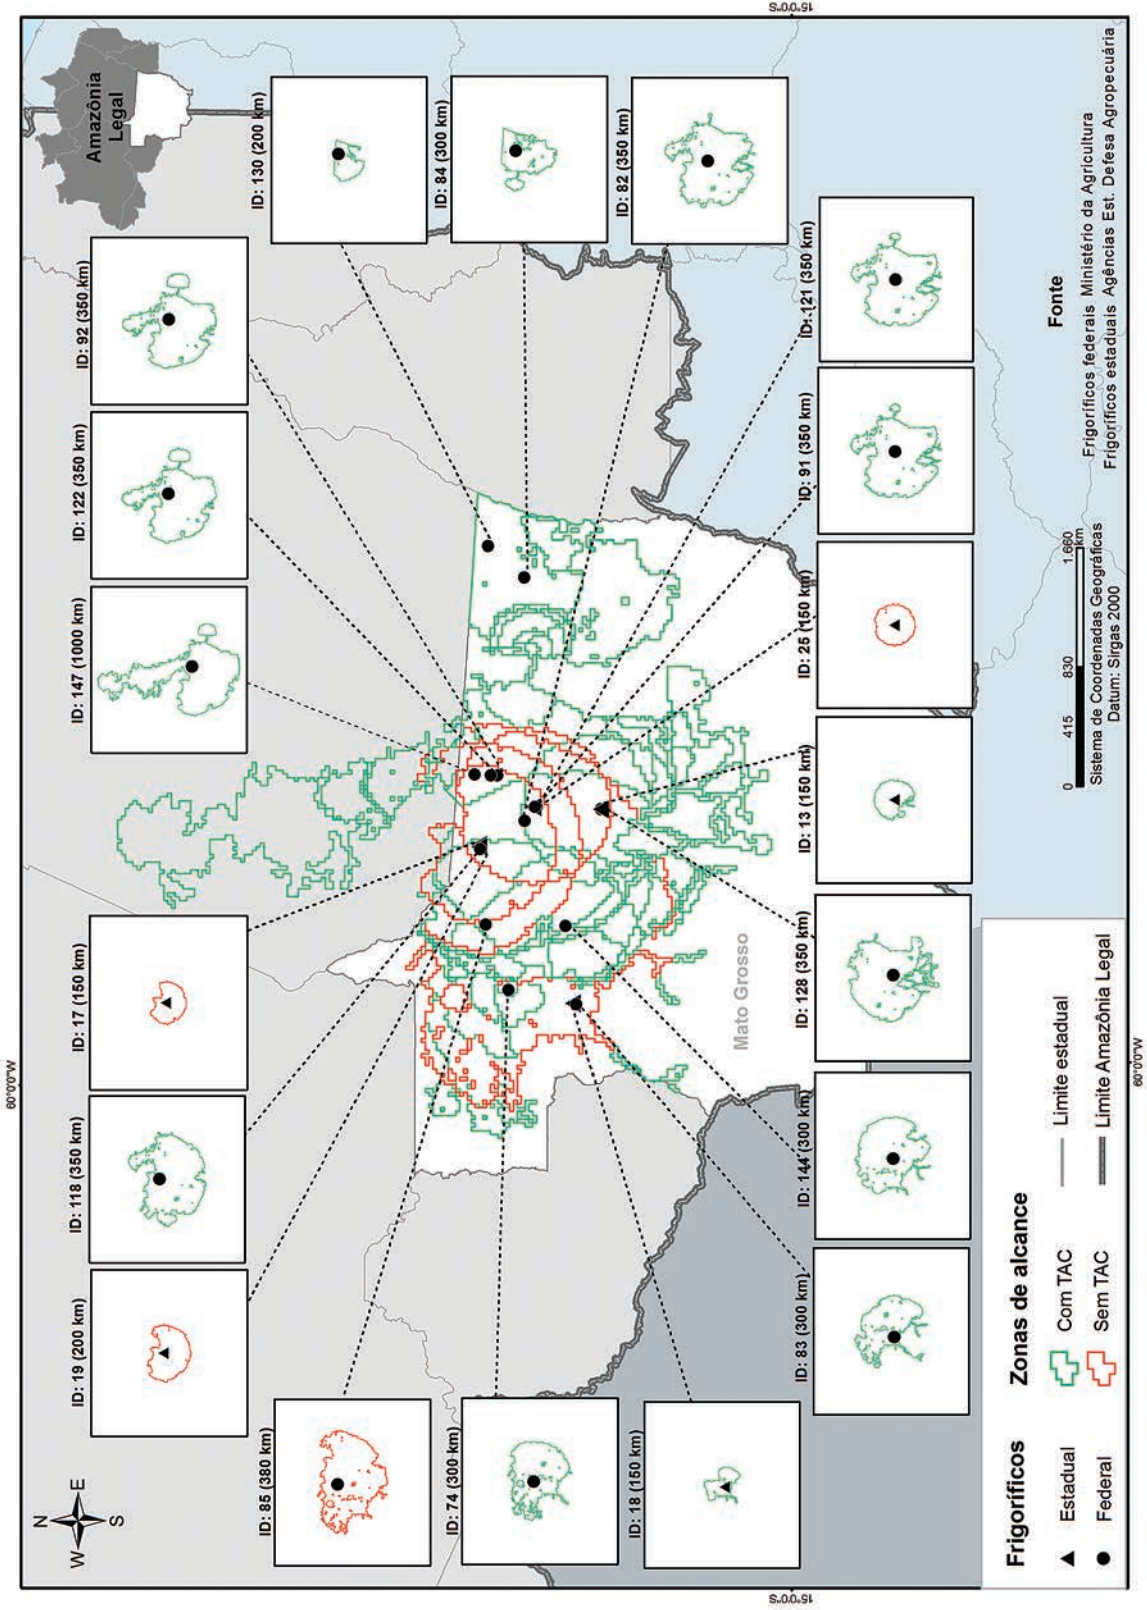 60°0'0"W
15°0'0"S
15°0'0"S
60°0'0"W
N
W
E
S
Amazônia
Legal
ID: 19 (200 km)
ID: 118 (350 km)
ID: 17 (150 km)
ID: 147 (1000 km)
ID: 122 (350 km)
ID: 92 (350 km)
ID: 85 (380 km)
ID: 74 (300 km)
ID: 18 (150 km)
ID: 130 (200 km)
ID: 84 (300 km)
ID: 82 (350 km)
Mato Grosso
ID: 83 (300 km)
ID: 144 (300 km)
ID: 128 (350 km)
ID: 13 (150 km)
ID: 25 (150 km)
ID: 91 (350 km)
ID: 121 (350 km)
Frigoríficos
Estadual
Federal
Zonas de alcance
Com TAC
Sem TAC
Limite estadual
Limite Amazônia Legal
0 415 830 1.660
km
Sistema de Coordenadas Geográficas
Datum: Sirgas 2000
Fonte
Frigoríficos federais Ministério da Agricultura
Frigoríficos estaduais Agências Est. Defesa Agropecuária